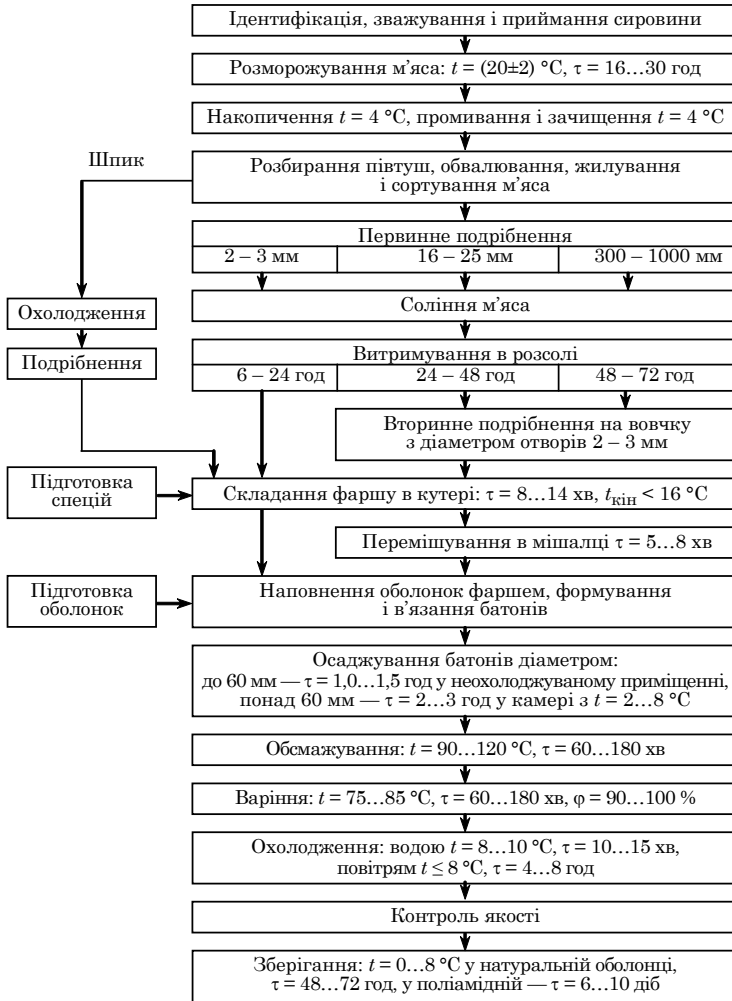 Ідентифікація, зважування і приймання сировини
Розморожування м’яса: t = (20±2) °С, τ = 16...30 год
Накопичення t = 4 °С, промивання і зачищення t = 4 °С
Шпик
Розбирання півтуш, обвалювання, жилування
і сортування м’яса
Первинне подрібнення
2 – 3 мм
16 – 25 мм
300 – 1000 мм
Охолодження
Соління м’яса
Подрібнення
Витримування в розсолі
6 – 24 год
24 – 48 год
48 – 72 год
Вторинне подрібнення на вовчку
з діаметром отворів 2 – 3 мм
Підготовка
спецій
Складання фаршу в кутері: τ = 8...14 хв, tкін < 16 °С
Перемішування в мішалці τ = 5...8 хв
Підготовка
оболонок
Наповнення оболонок фаршем, формування
і в’язання батонів
Осаджування батонів діаметром:
до 60 мм — τ = 1,0...1,5 год у неохолоджуваному приміщенні,
понад 60 мм — τ = 2...3 год у камері з t = 2...8 °С
Обсмажування: t = 90...120 °С, τ = 60...180 хв
Варіння: t = 75...85 °С, τ = 60...180 хв, φ = 90...100 %
Охолодження: водою t = 8...10 °С, τ = 10...15 хв,
повітрям t ≤ 8 °С, τ = 4...8 год
Контроль якості
Зберігання: t = 0...8 °С у натуральній оболонці,
τ = 48...72 год, у поліамідній — τ = 6...10 діб